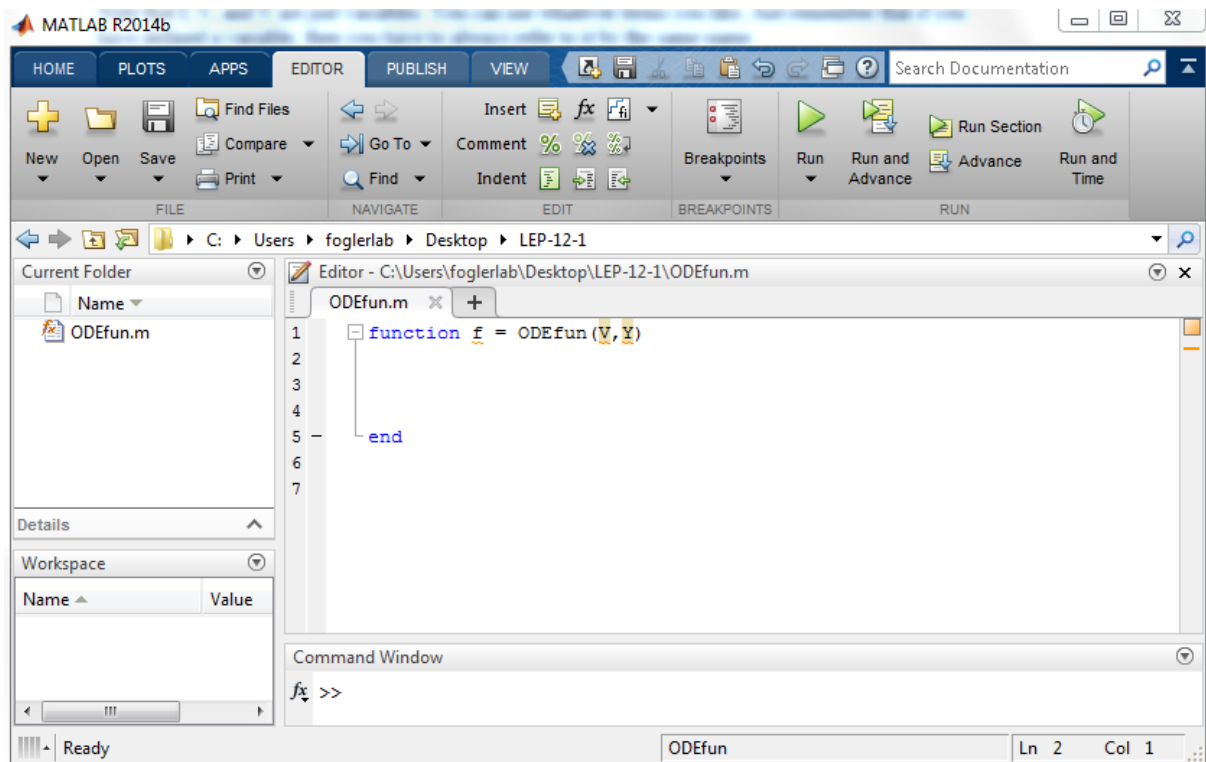 MATLAB R2014b
HOME PLOTS APPS EDITOR PUBLISH VIEW Search Documentation
New Open Save
Find Files
Compare
Print
FILE
Go To
Find
NAVIGATE
Insert fx fi
Comment % % %
Indent
EDIT
Breakpoints
BREAKPOINTS
Run
Run and Advance
Run Section
Advance
Run and Time
RUN
C: Users foglerlab Desktop LEP-12-1
Current Folder
Name
ODEfun.m
Details
Workspace
Name Value
Editor - C:\Users\foglerlab\Desktop\LEP-12-1\ODEfun.m
ODEfun.m +
1 function f = ODEfun(V,Y)
2
3
4
5 end
6
7
Command Window
fx >>
Ready ODEfun Ln 2 Col 1